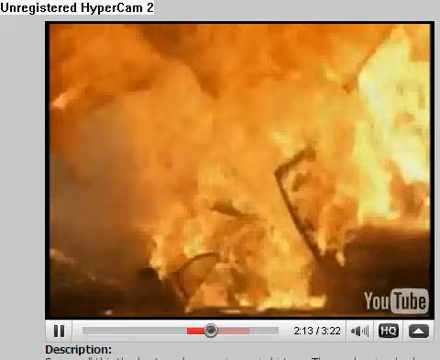 Unregistered HyperCam 2
YouTube
2:13 / 3:22
HQ
Description: